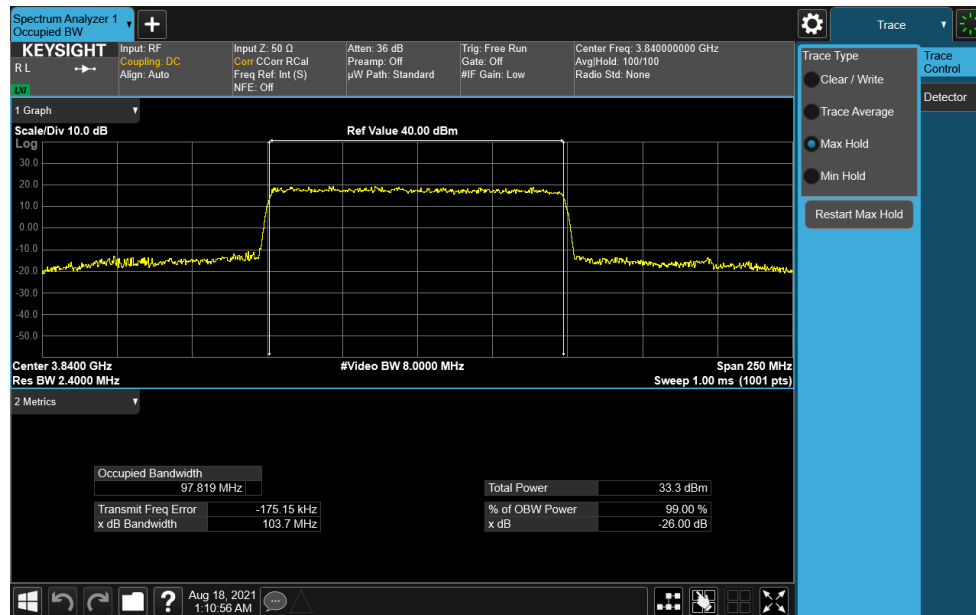 Spectrum Analyzer 1
Occupied BW
+
Trace
KEYSIGHT
R L
LXI
Input: RF
Coupling: DC
Align: Auto
Input Z: 50 Ω
Corr CCorr RCal
Freq Ref: Int (S)
NFE: Off
Atten: 36 dB
Preamp: Off
µW Path: Standard
Trig: Free Run
Gate: Off
#IF Gain: Low
Center Freq: 3.840000000 GHz
Avg|Hold: 100/100
Radio Std: None
Trace Type
Clear / Write
Trace Average
Max Hold
Min Hold
Restart Max Hold
Trace Control
Detector
1 Graph
Scale/Div 10.0 dB
Ref Value 40.00 dBm
Log
30.0
20.0
10.0
0.00
-10.0
-20.0
-30.0
-40.0
-50.0
Center 3.8400 GHz
#Video BW 8.0000 MHz
Span 250 MHz
Res BW 2.4000 MHz
Sweep 1.00 ms (1001 pts)
2 Metrics
Occupied Bandwidth
97.819 MHz
Total Power 33.3 dBm
Transmit Freq Error -175.15 kHz
% of OBW Power 99.00 %
x dB Bandwidth 103.7 MHz
x dB -26.00 dB
?
Aug 18, 2021
1:10:56 AM